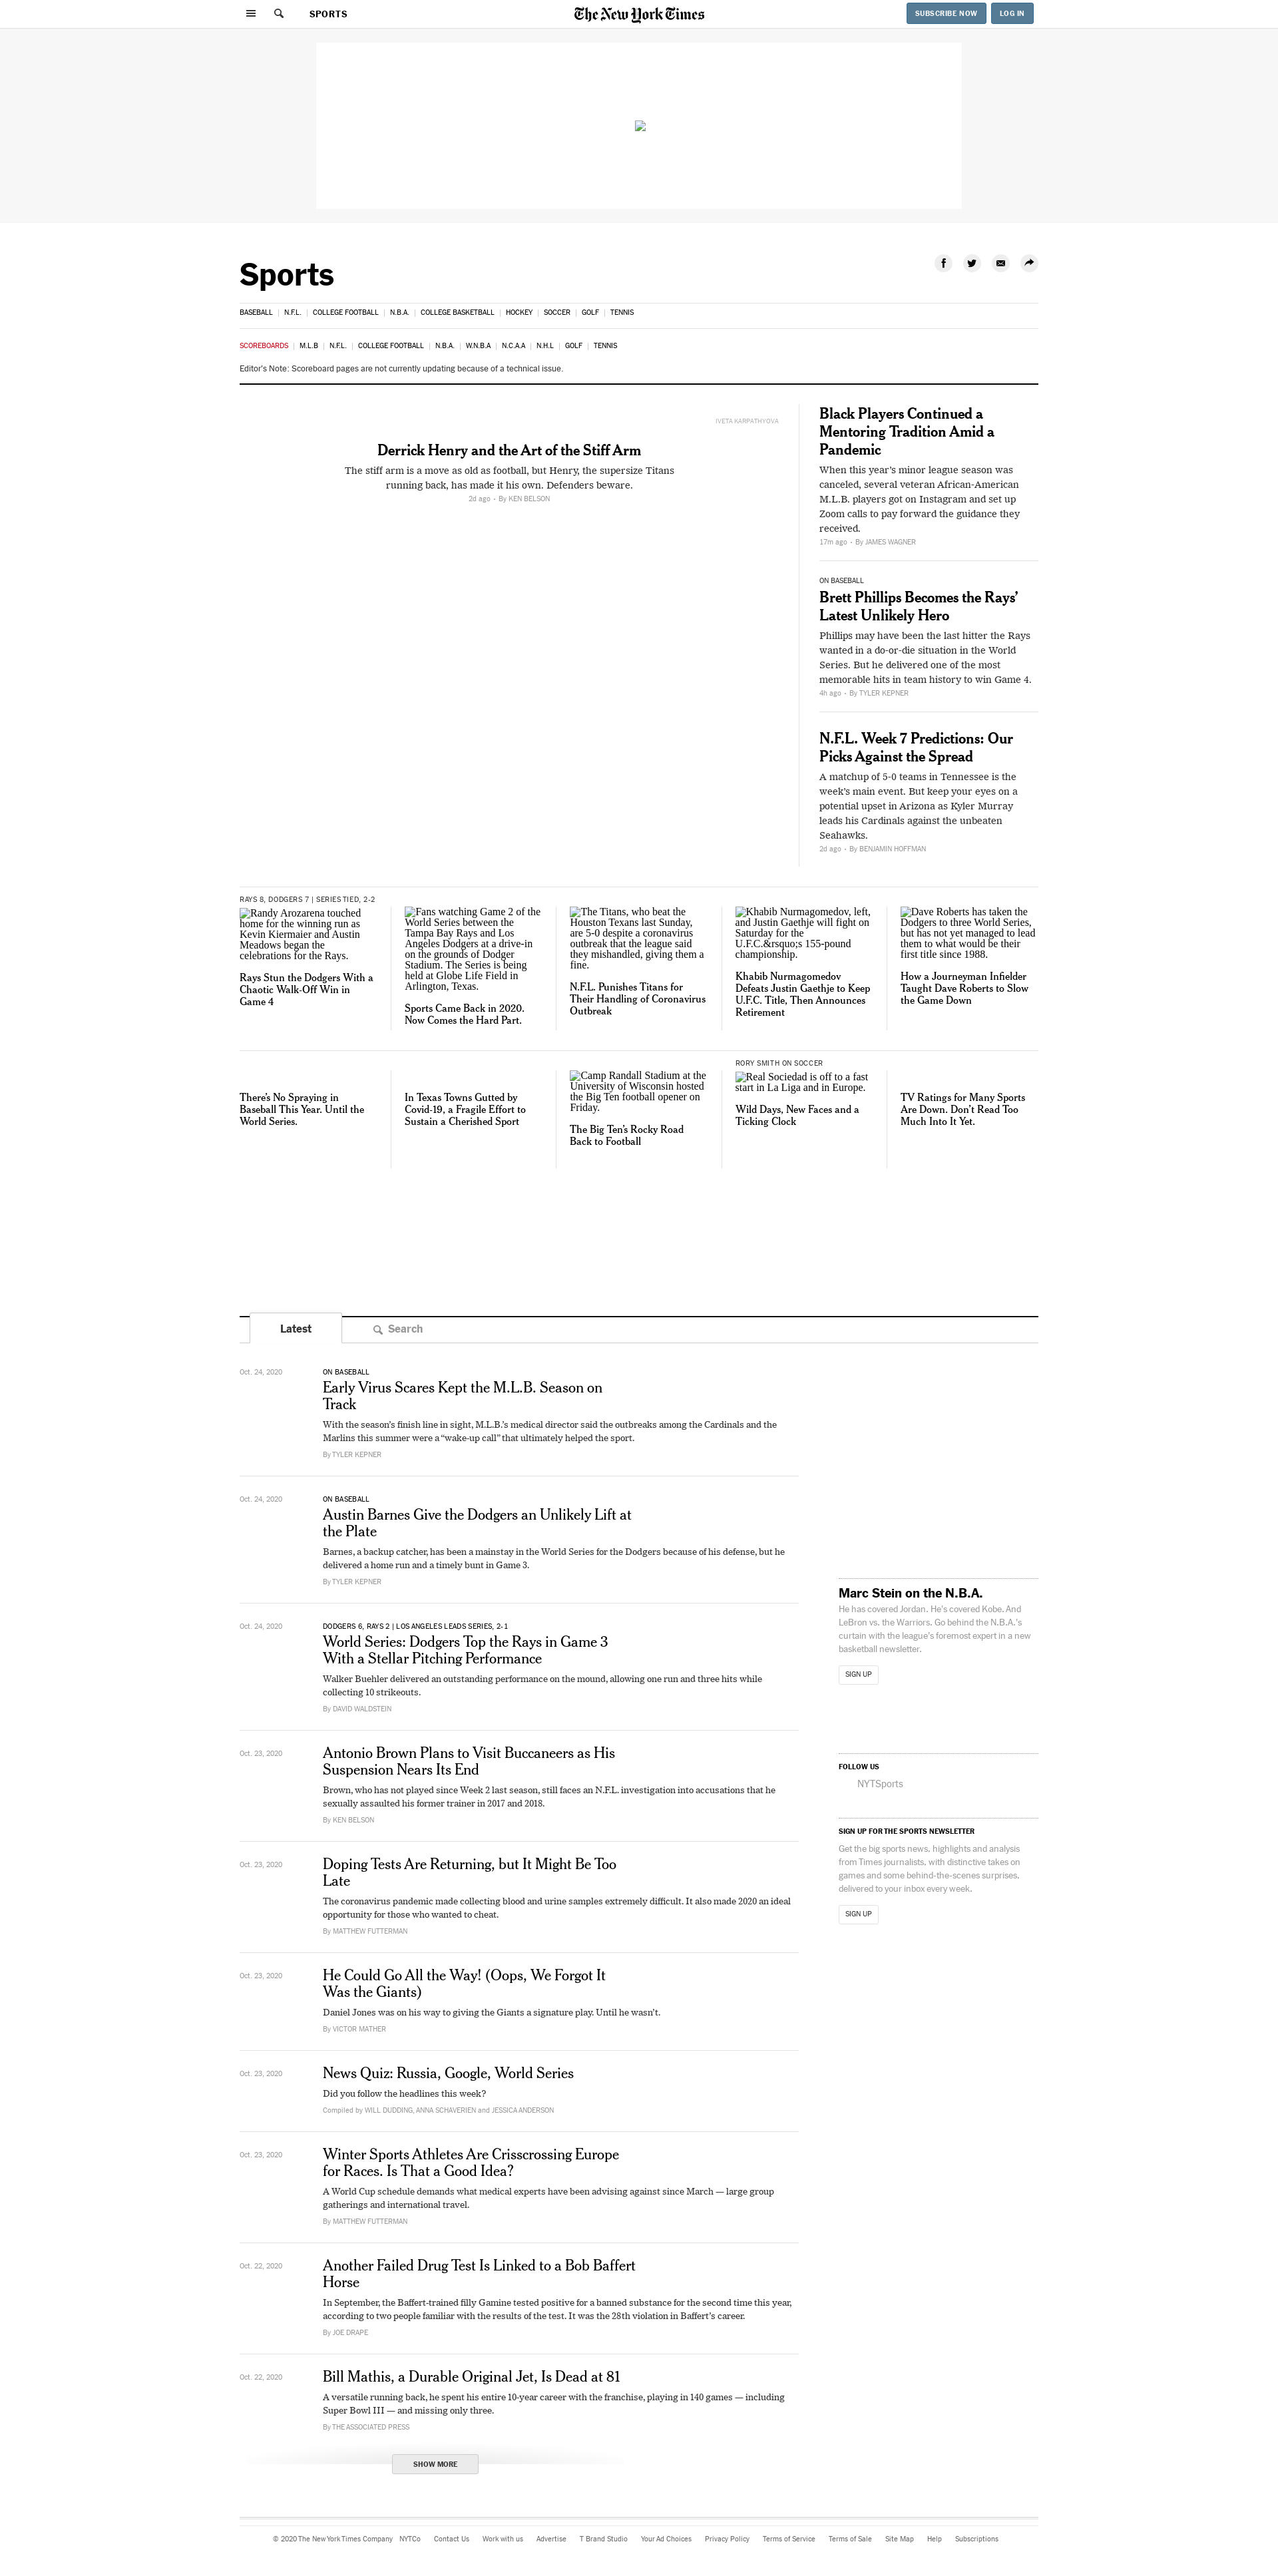 SPORTS
The New York Times
SUBSCRIBE NOW
LOG IN
Sports
BASEBALL | N.F.L. | COLLEGE FOOTBALL | N.B.A. | COLLEGE BASKETBALL | HOCKEY | SOCCER | GOLF | TENNIS
SCOREBOARDS | M.L.B | N.F.L. | COLLEGE FOOTBALL | N.B.A. | W.N.B.A | N.C.A.A | N.H.L | GOLF | TENNIS
Editor's Note: Scoreboard pages are not currently updating because of a technical issue.
IVETA KARPATHYOVA
Derrick Henry and the Art of the Stiff Arm
The stiff arm is a move as old as football, but Henry, the supersize Titans
running back, has made it his own. Defenders beware.
2d ago • By KEN BELSON
Black Players Continued a
Mentoring Tradition Amid a
Pandemic
When this year's minor league season was
canceled, several veteran African-American
M.L.B. players got on Instagram and set up
Zoom calls to pay forward the guidance they
received.
17m ago • By JAMES WAGNER
ON BASEBALL
Brett Phillips Becomes the Rays'
Latest Unlikely Hero
Phillips may have been the last hitter the Rays
wanted in a do-or-die situation in the World
Series. But he delivered one of the most
memorable hits in team history to win Game 4.
4h ago • By TYLER KEPNER
N.F.L. Week 7 Predictions: Our
Picks Against the Spread
A matchup of 5-0 teams in Tennessee is the
week's main event. But keep your eyes on a
potential upset in Arizona as Kyler Murray
leads his Cardinals against the unbeaten
Seahawks.
2d ago • By BENJAMIN HOFFMAN
RAYS 8, DODGERS 7 | SERIES TIED, 2-2
Randy Arozarena touched
home for the winning run as
Kevin Kiermaier and Austin
Meadows began the
celebrations for the Rays.
Rays Stun the Dodgers With a
Chaotic Walk-Off Win in
Game 4
Fans watching Game 2 of the
World Series between the
Tampa Bay Rays and Los
Angeles Dodgers at a drive-in
on the grounds of Dodger
Stadium. The Series is being
held at Globe Life Field in
Arlington, Texas.
Sports Came Back in 2020.
Now Comes the Hard Part.
The Titans, who beat the
Houston Texans last Sunday,
are 5-0 despite a coronavirus
outbreak that the league said
they mishandled, giving them a
fine.
N.F.L. Punishes Titans for
Their Handling of Coronavirus
Outbreak
Khabib Nurmagomedov, left,
and Justin Gaethje will fight on
Saturday for the
U.F.C.&rsquo;s 155-pound
championship.
Khabib Nurmagomedov
Defeats Justin Gaethje to Keep
U.F.C. Title, Then Announces
Retirement
Dave Roberts has taken the
Dodgers to three World Series,
but has not yet managed to lead
them to what would be their
first title since 1988.
How a Journeyman Infielder
Taught Dave Roberts to Slow
the Game Down
There's No Spraying in
Baseball This Year. Until the
World Series.
In Texas Towns Gutted by
Covid-19, a Fragile Effort to
Sustain a Cherished Sport
Camp Randall Stadium at the
University of Wisconsin hosted
the Big Ten football opener on
Friday.
The Big Ten's Rocky Road
Back to Football
RORY SMITH ON SOCCER
Real Sociedad is off to a fast
start in La Liga and in Europe.
Wild Days, New Faces and a
Ticking Clock
TV Ratings for Many Sports
Are Down. Don't Read Too
Much Into It Yet.
Latest
Search
Oct. 24, 2020
ON BASEBALL
Early Virus Scares Kept the M.L.B. Season on
Track
With the season's finish line in sight, M.L.B.'s medical director said the outbreaks among the Cardinals and the
Marlins this summer were a "wake-up call" that ultimately helped the sport.
By TYLER KEPNER
Oct. 24, 2020
ON BASEBALL
Austin Barnes Give the Dodgers an Unlikely Lift at
the Plate
Barnes, a backup catcher, has been a mainstay in the World Series for the Dodgers because of his defense, but he
delivered a home run and a timely bunt in Game 3.
By TYLER KEPNER
Oct. 24, 2020
DODGERS 6, RAYS 2 | LOS ANGELES LEADS SERIES, 2-1
World Series: Dodgers Top the Rays in Game 3
With a Stellar Pitching Performance
Walker Buehler delivered an outstanding performance on the mound, allowing one run and three hits while
collecting 10 strikeouts.
By DAVID WALDSTEIN
Oct. 23, 2020
Antonio Brown Plans to Visit Buccaneers as His
Suspension Nears Its End
Brown, who has not played since Week 2 last season, still faces an N.F.L. investigation into accusations that he
sexually assaulted his former trainer in 2017 and 2018.
By KEN BELSON
Oct. 23, 2020
Doping Tests Are Returning, but It Might Be Too
Late
The coronavirus pandemic made collecting blood and urine samples extremely difficult. It also made 2020 an ideal
opportunity for those who wanted to cheat.
By MATTHEW FUTTERMAN
Oct. 23, 2020
He Could Go All the Way! (Oops, We Forgot It
Was the Giants)
Daniel Jones was on his way to giving the Giants a signature play. Until he wasn't.
By VICTOR MATHER
Oct. 23, 2020
News Quiz: Russia, Google, World Series
Did you follow the headlines this week?
Compiled by WILL DUDDING, ANNA SCHAVERIEN and JESSICA ANDERSON
Oct. 23, 2020
Winter Sports Athletes Are Crisscrossing Europe
for Races. Is That a Good Idea?
A World Cup schedule demands what medical experts have been advising against since March — large group
gatherings and international travel.
By MATTHEW FUTTERMAN
Oct. 22, 2020
Another Failed Drug Test Is Linked to a Bob Baffert
Horse
In September, the Baffert-trained filly Gamine tested positive for a banned substance for the second time this year,
according to two people familiar with the results of the test. It was the 28th violation in Baffert's career.
By JOE DRAPE
Oct. 22, 2020
Bill Mathis, a Durable Original Jet, Is Dead at 81
A versatile running back, he spent his entire 10-year career with the franchise, playing in 140 games — including
Super Bowl III — and missing only three.
By THE ASSOCIATED PRESS
SHOW MORE
Marc Stein on the N.B.A.
He has covered Jordan. He's covered Kobe. And
LeBron vs. the Warriors. Go behind the N.B.A.'s
curtain with the league's foremost expert in a new
basketball newsletter.
SIGN UP
FOLLOW US
NYTSports
SIGN UP FOR THE SPORTS NEWSLETTER
Get the big sports news, highlights and analysis
from Times journalists, with distinctive takes on
games and some behind-the-scenes surprises,
delivered to your inbox every week.
SIGN UP
© 2020 The New York Times Company NYTCo Contact Us Work with us Advertise T Brand Studio Your Ad Choices Privacy Policy Terms of Service Terms of Sale Site Map Help Subscriptions